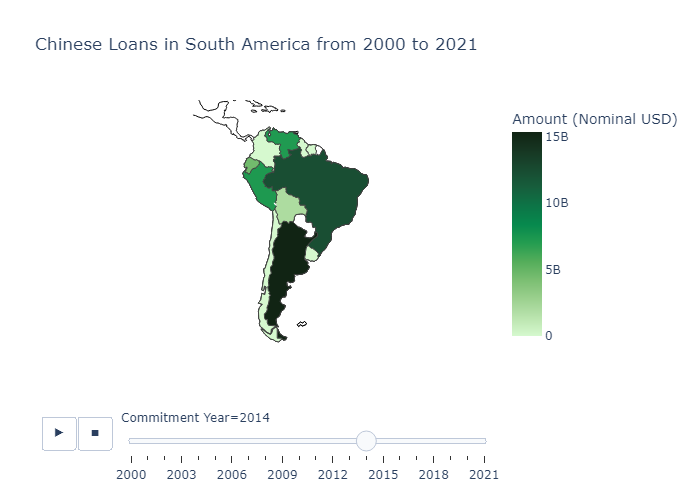 Chinese Loans in South America from 2000 to 2021
Amount (Nominal USD)
15B
10B
5B
0
Commitment Year=2014
2000 2003 2006 2009 2012 2015 2018 2021